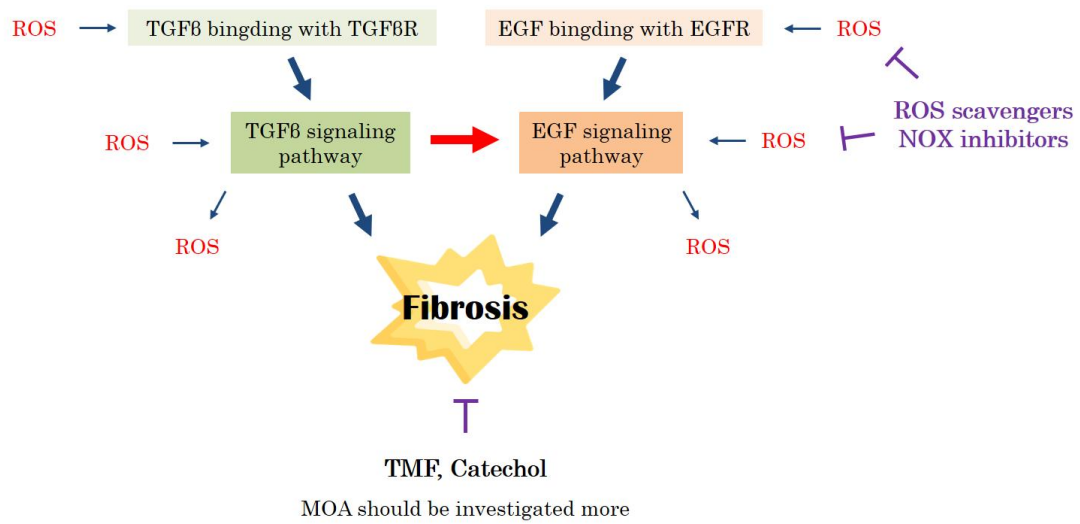 ROS
TGFβ bingding with TGFβR
EGF bingding with EGFR
ROS
ROS scavengers
NOX inhibitors
ROS
TGFβ signaling
pathway
EGF signaling
pathway
ROS
ROS
ROS
Fibrosis
TMF, Catechol
MOA should be investigated more